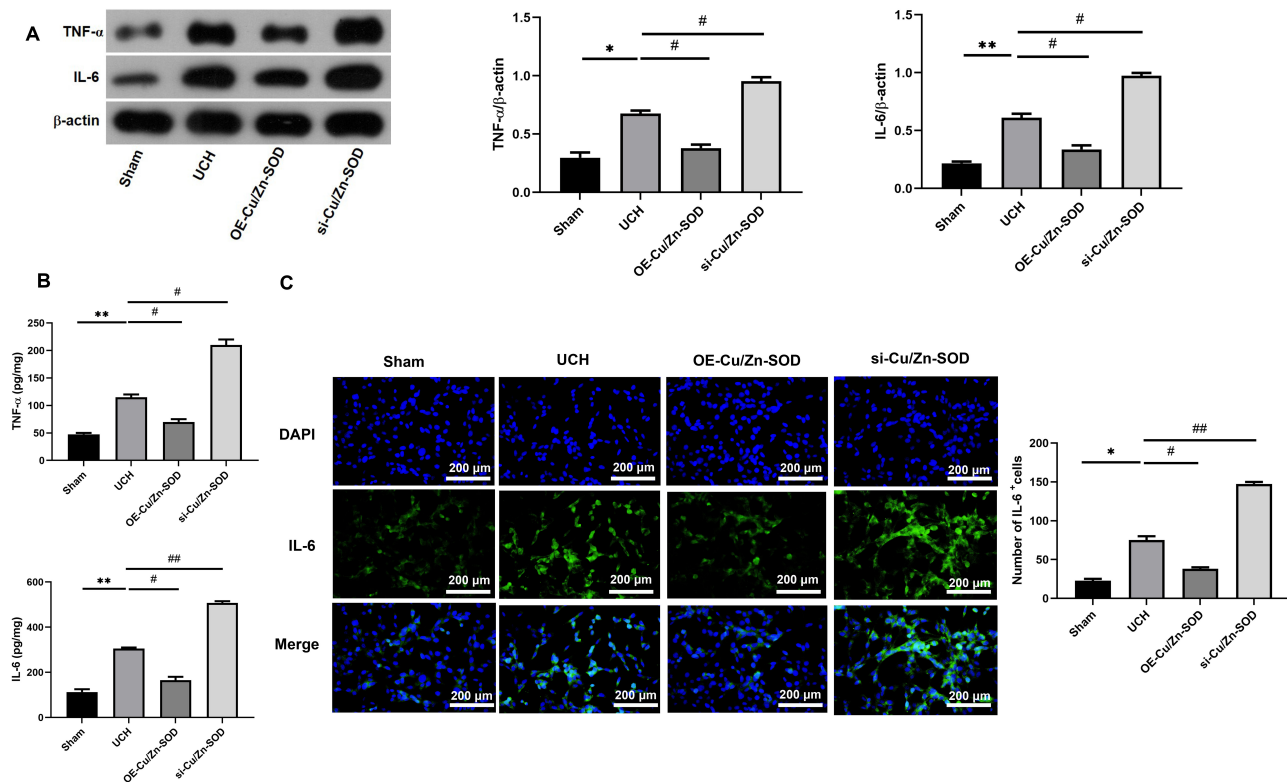 A
TNF-α
IL-6
β-actin
Sham
UCH
OE-Cu/Zn-SOD
si-Cu/Zn-SOD
TNF-α/β-actin
1.5
1.0
0.5
0.0
*
#
#
Sham
UCH
OE-Cu/Zn-SOD
si-Cu/Zn-SOD
IL-6/β-actin
1.5
1.0
0.5
0.0
**
#
#
Sham
UCH
OE-Cu/Zn-SOD
si-Cu/Zn-SOD
B
TNF-α (pg/mg)
250
200
150
100
50
0
**
#
#
Sham
UCH
OE-Cu/Zn-SOD
si-Cu/Zn-SOD
IL-6 (pg/mg)
600
400
200
0
**
#
##
Sham
UCH
OE-Cu/Zn-SOD
si-Cu/Zn-SOD
C
Sham UCH OE-Cu/Zn-SOD si-Cu/Zn-SOD
DAPI
200 µm 200 µm 200 µm 200 µm
IL-6
200 µm 200 µm 200 µm 200 µm
Merge
200 µm 200 µm 200 µm 200 µm
Number of IL-6 +cells
200
150
100
50
0
*
#
##
Sham
UCH
OE-Cu/Zn-SOD
si-Cu/Zn-SOD